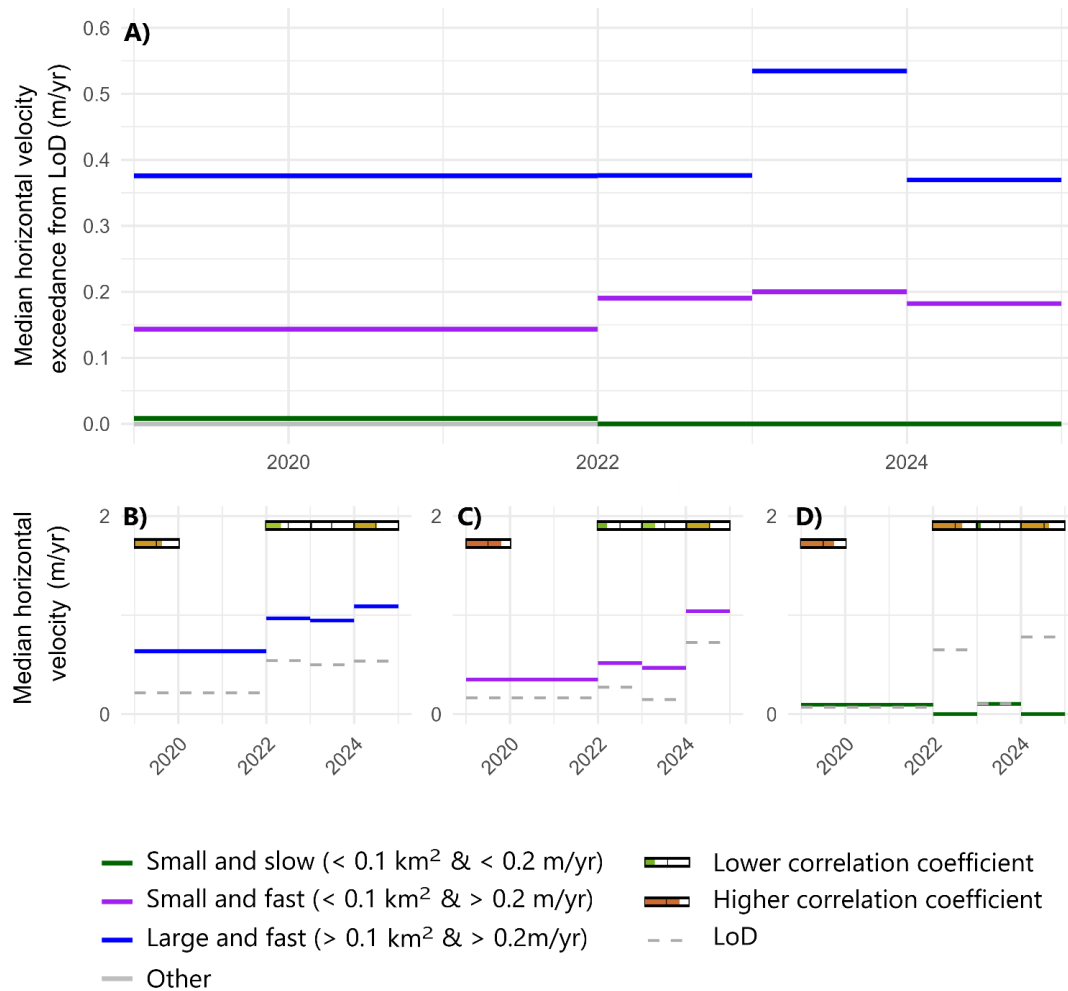 A)
Median horizontal velocity
exceedance from LoD (m/yr)
0.6
0.5
0.4
0.3
0.2
0.1
0.0
2020
2022
2024
Median horizontal
velocity (m/yr)
B)
2
0
2020
2022
2024
C)
2
0
2020
2022
2024
D)
2
0
2020
2022
2024
Small and slow (< 0.1 km² & < 0.2 m/yr)
Small and fast (< 0.1 km² & > 0.2 m/yr)
Large and fast (> 0.1 km² & > 0.2m/yr)
Other
Lower correlation coefficient
Higher correlation coefficient
LoD